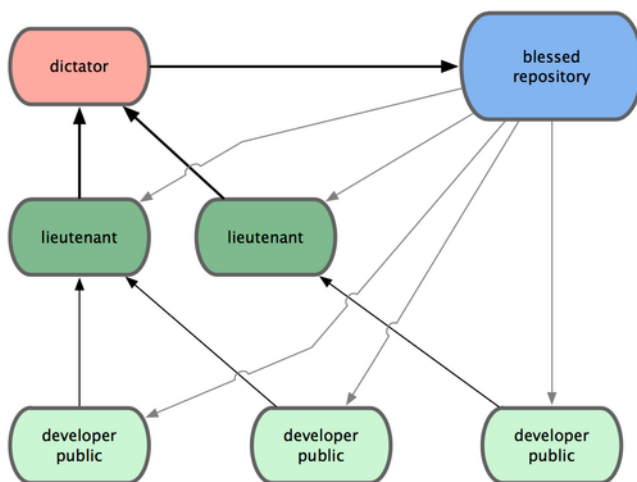 dictator
blessed
repository
lieutenant
lieutenant
developer
public
developer
public
developer
public